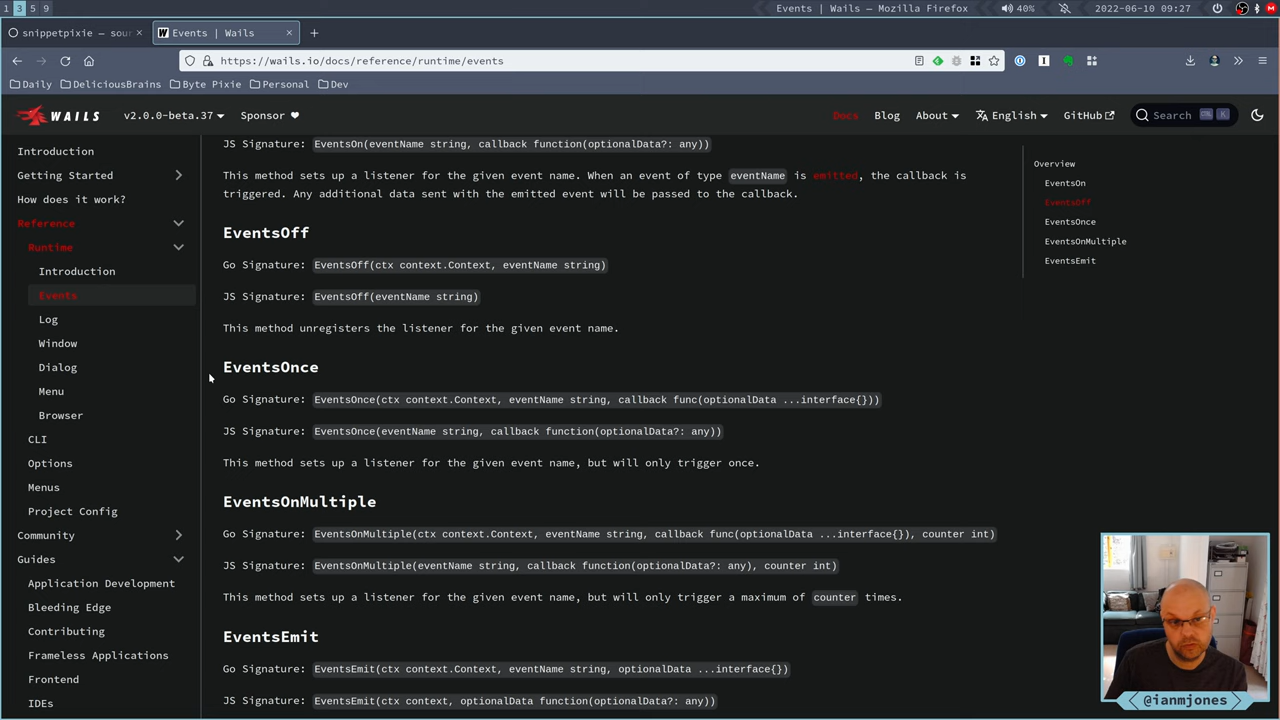 1 3 5 9
Events | Wails — Mozilla Firefox
40%
2022-06-10 09:27
snippetpixie — sour
Events | Wails
https://wails.io/docs/reference/runtime/events
Daily
DeliciousBrains
Byte Pixie
Personal
Dev
WAILS
v2.0.0-beta.37
Sponsor
Docs
Blog
About
English
GitHub
Search
K
Introduction
Getting Started
How does it work?
Reference
Runtime
Introduction
Events
Log
Window
Dialog
Menu
Browser
CLI
Options
Menus
Project Config
Community
Guides
Application Development
Bleeding Edge
Contributing
Frameless Applications
Frontend
IDEs
JS Signature: EventsOn(eventName string, callback function(optionalData?: any))
This method sets up a listener for the given event name. When an event of type eventName is emitted, the callback is
triggered. Any additional data sent with the emitted event will be passed to the callback.
EventsOff
Go Signature: EventsOff(ctx context.Context, eventName string)
JS Signature: EventsOff(eventName string)
This method unregisters the listener for the given event name.
EventsOnce
Go Signature: EventsOnce(ctx context.Context, eventName string, callback func(optionalData ...interface{}))
JS Signature: EventsOnce(eventName string, callback function(optionalData?: any))
This method sets up a listener for the given event name, but will only trigger once.
EventsOnMultiple
Go Signature: EventsOnMultiple(ctx context.Context, eventName string, callback func(optionalData ...interface{}), counter int)
JS Signature: EventsOnMultiple(eventName string, callback function(optionalData?: any), counter int)
This method sets up a listener for the given event name, but will only trigger a maximum of counter times.
EventsEmit
Go Signature: EventsEmit(ctx context.Context, eventName string, optionalData ...interface{})
JS Signature: EventsEmit(ctx context, optionalData function(optionalData?: any))
Overview
EventsOn
EventsOff
EventsOnce
EventsOnMultiple
EventsEmit
@ianmjones